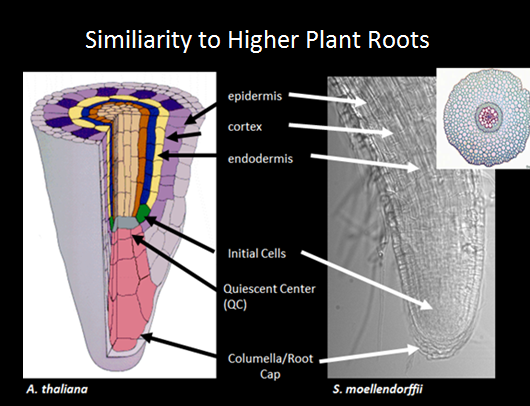 Similiarity to Higher Plant Roots
epidermis
cortex
endodermis
Initial Cells
Quiescent Center
(QC)
Columella/Root
Cap
A. thaliana
S. moellendorffii